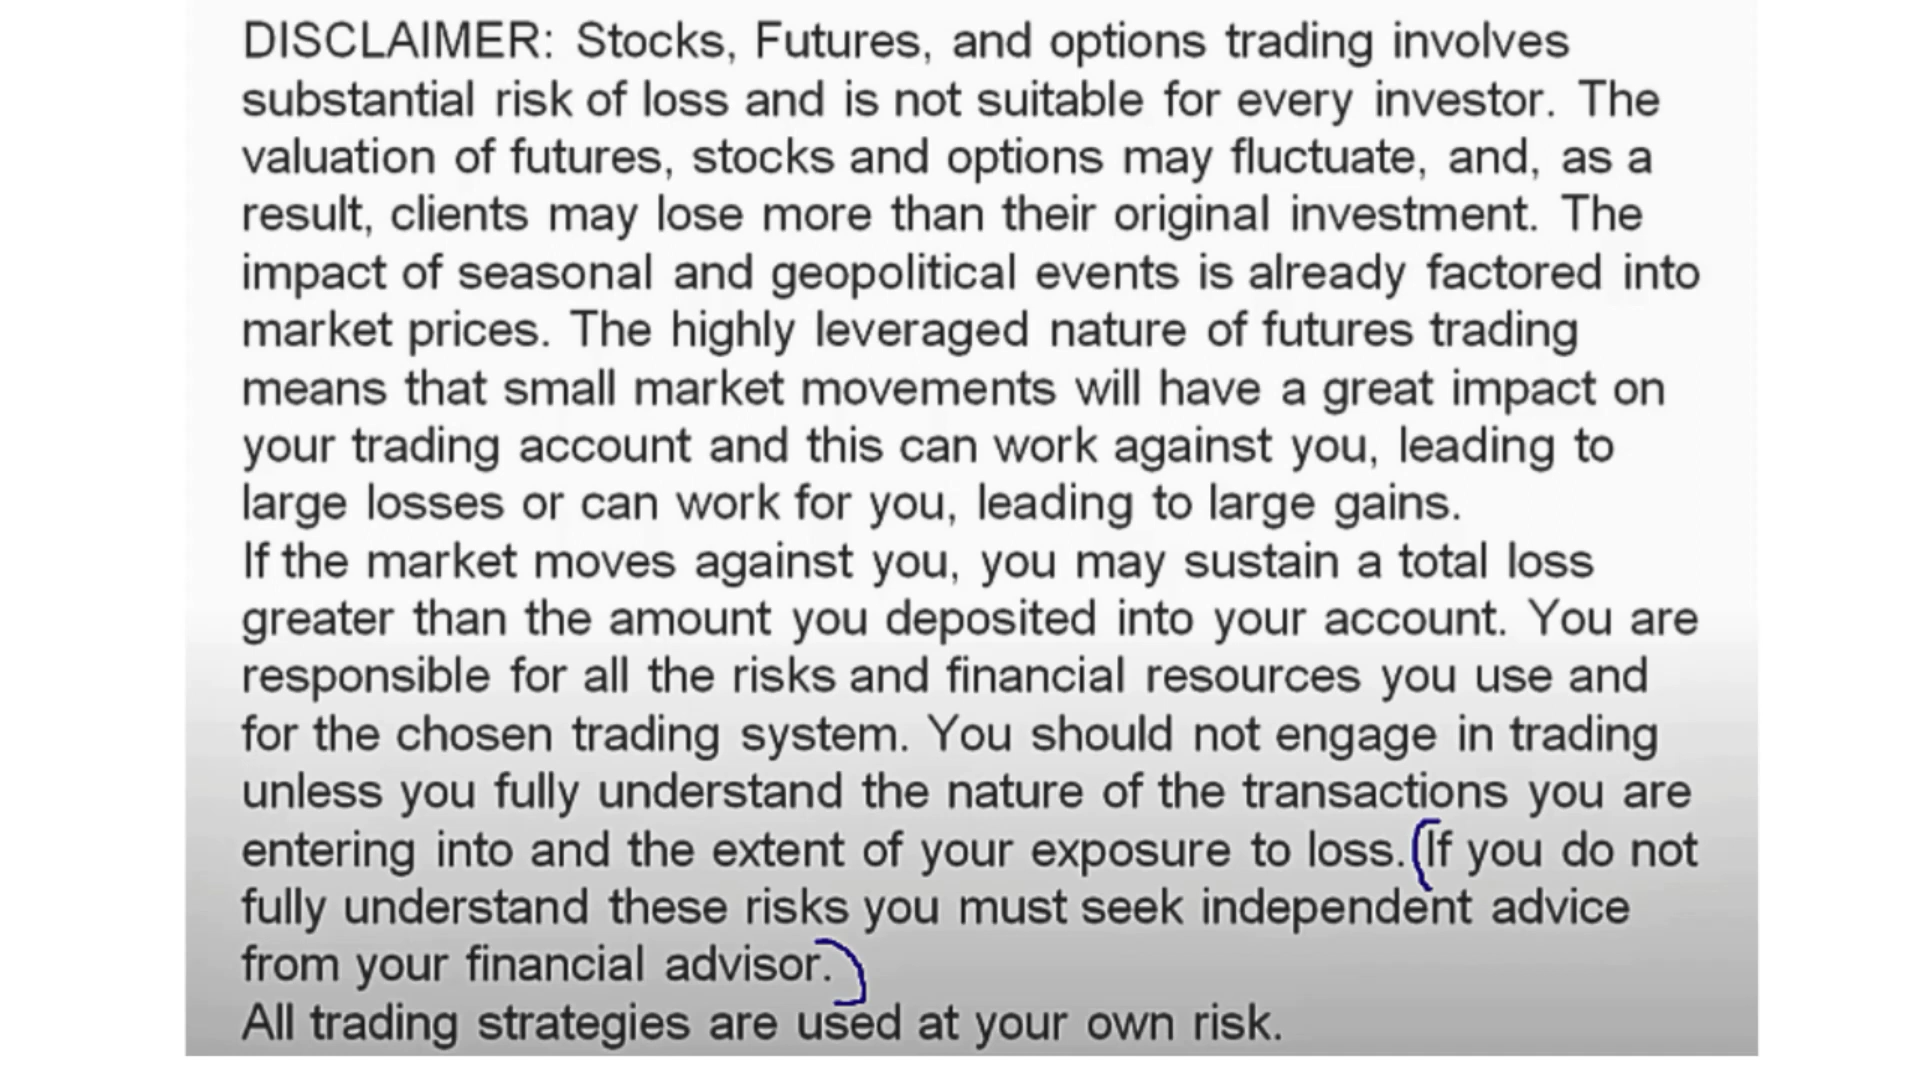 DISCLAIMER: Stocks, Futures, and options trading involves
substantial risk of loss and is not suitable for every investor. The
valuation of futures, stocks and options may fluctuate, and, as a
result, clients may lose more than their original investment. The
impact of seasonal and geopolitical events is already factored into
market prices. The highly leveraged nature of futures trading
means that small market movements will have a great impact on
your trading account and this can work against you, leading to
large losses or can work for you, leading to large gains.
If the market moves against you, you may sustain a total loss
greater than the amount you deposited into your account. You are
responsible for all the risks and financial resources you use and
for the chosen trading system. You should not engage in trading
unless you fully understand the nature of the transactions you are
entering into and the extent of your exposure to loss. (If you do not
fully understand these risks you must seek independent advice
from your financial advisor.)
All trading strategies are used at your own risk.